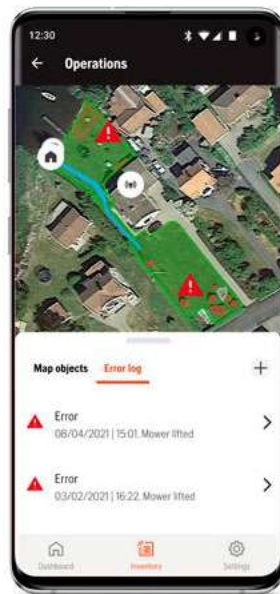 12:30
Operations
Map objects Error log
Error
08/04/2021 | 15:01. Mower lifted
Error
03/02/2021 | 16:22. Mower lifted
Dashboard Inventory Settings